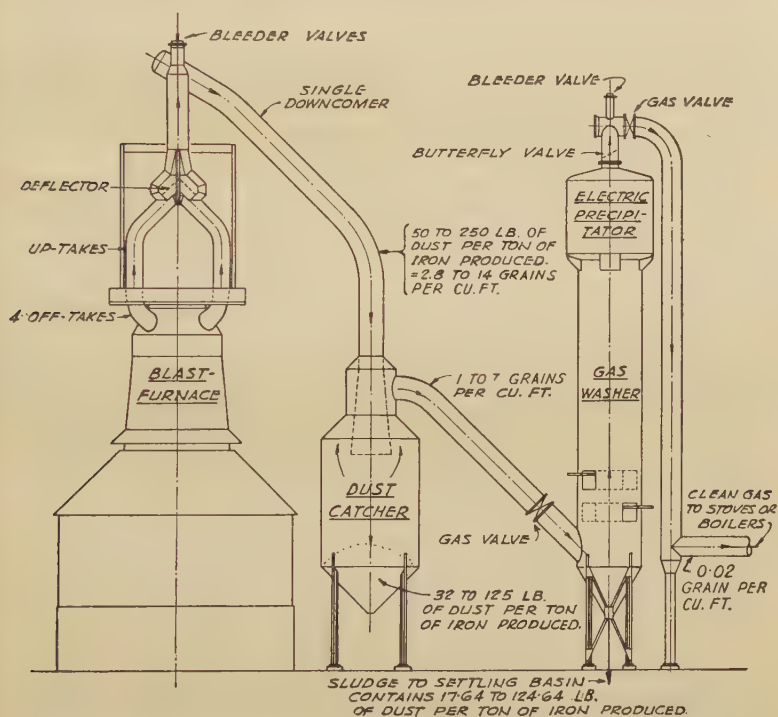 BLEEDER VALVES
SINGLE
DOWNCOMER
DEFLECTOR
UP-TAKES
4 OFF-TAKES
BLAST-
FURNACE
50 TO 250 LB. OF
DUST PER TON OF
IRON PRODUCED.
=2.8 TO 14 GRAINS
PER CU.FT.
1 TO 7 GRAINS
PER CU. FT.
DUST
CATCHER
GAS VALVE
32 TO 125 LB.
OF DUST PER TON
OF IRON PRODUCED.
BLEEDER VALVE
GAS VALVE
BUTTERFLY VALVE
ELECTRIC
PRECIPI-
TATOR
GAS
WASHER
CLEAN GAS
TO STOVES OR
BOILERS
0.02
GRAIN PER
CU. FT.
SLUDGE TO SETTLING BASIN
CONTAINS 17.64 TO 124.64 LB.
OF DUST PER TON OF IRON PRODUCED.